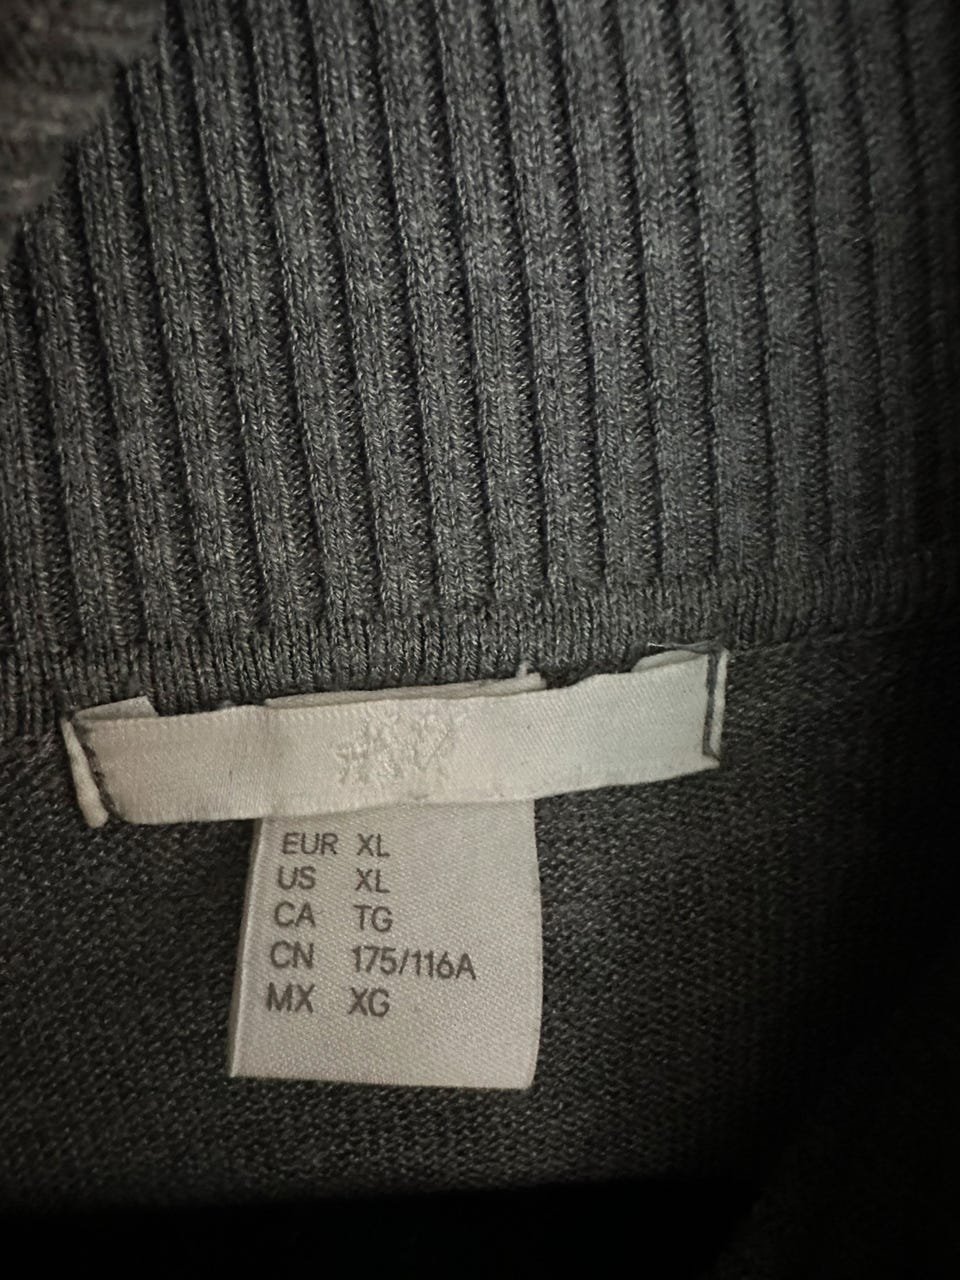 EUR XL
US XL
CA TG
CN 175/116A
MX XG